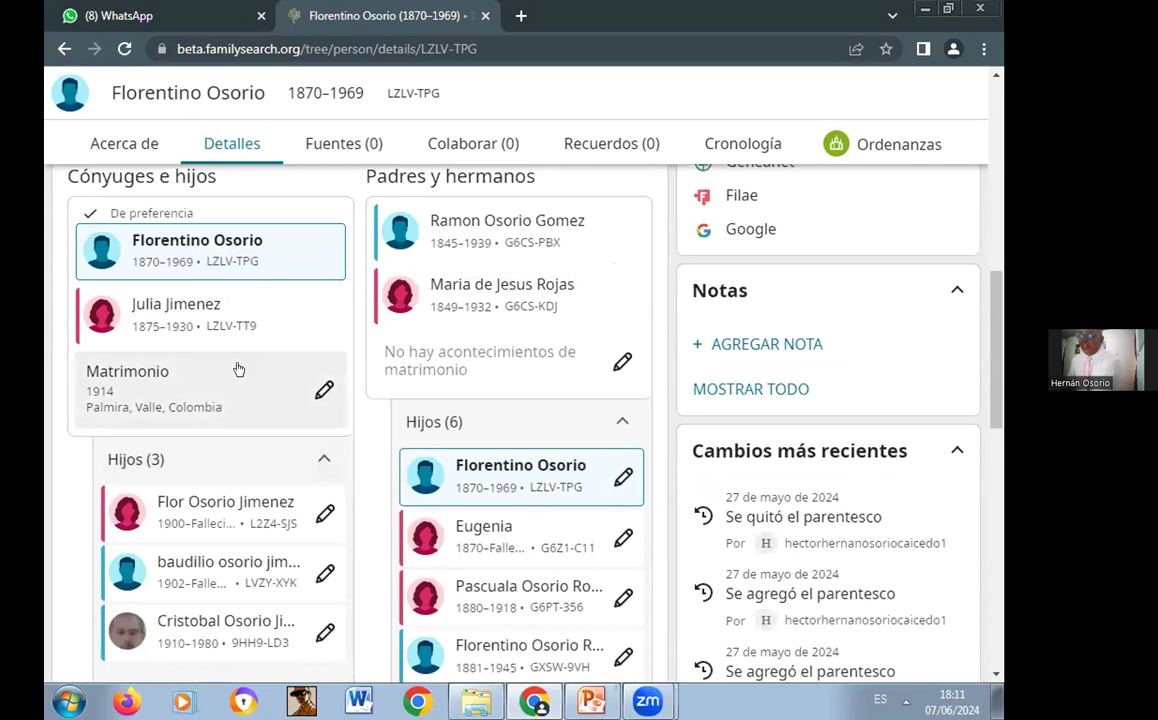 (8) WhatsApp
Florentino Osorio (1870–1969) •
beta.familysearch.org/tree/person/details/LZLV-TPG
Florentino Osorio 1870–1969 LZLV-TPG
Acerca de Detalles Fuentes (0) Colaborar (0) Recuerdos (0) Cronología Ordenanzas
Cónyuges e hijos
De preferencia
Florentino Osorio
1870–1969 • LZLV-TPG
Julia Jimenez
1875–1930 • LZLV-TT9
Matrimonio
1914
Palmira, Valle, Colombia
Hijos (3)
Flor Osorio Jimenez
1900–Falleci... • L2Z4-SJS
baudilio osorio jim...
1902–Falle... • LVZY-XYK
Cristobal Osorio Ji...
1910–1980 • 9HH9-LD3
Padres y hermanos
Ramon Osorio Gomez
1845–1939 • G6CS-PBX
Maria de Jesus Rojas
1849–1932 • G6CS-KDJ
No hay acontecimientos de
matrimonio
Hijos (6)
Florentino Osorio
1870–1969 • LZLV-TPG
Eugenia
1870–Falle... • G6Z1-C11
Pascuala Osorio Ro...
1880–1918 • G6PT-356
Florentino Osorio R...
1881–1945 • GXSW-9VH
Geneanet
Filae
Google
Notas
+ AGREGAR NOTA
MOSTRAR TODO
Cambios más recientes
27 de mayo de 2024
Se quitó el parentesco
Por H hectorhernanosoriocaicedo1
27 de mayo de 2024
Se agregó el parentesco
Por H hectorhernanosoriocaicedo1
27 de mayo de 2024
Se agregó el parentesco
Hernán Osorio
zm
ES
18:11
07/06/2024